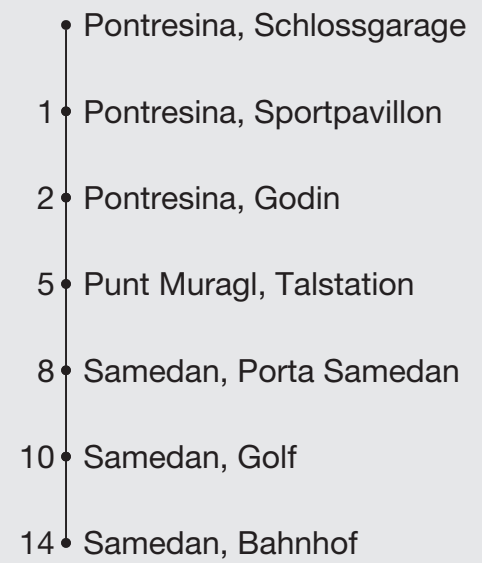 Pontresina, Schlossgarage
1 Pontresina, Sportpavillon
2 Pontresina, Godin
5 Punt Muragl, Talstation
8 Samedan, Porta Samedan
10 Samedan, Golf
14 Samedan, Bahnhof